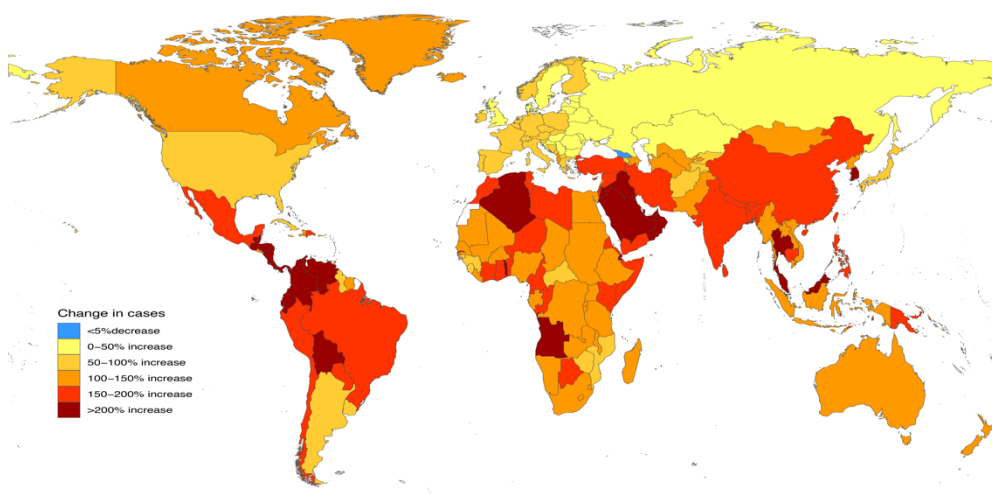 Change in cases
<5%decrease
0-50% increase
50-100% increase
100-150% increase
150-200% increase
>200% increase